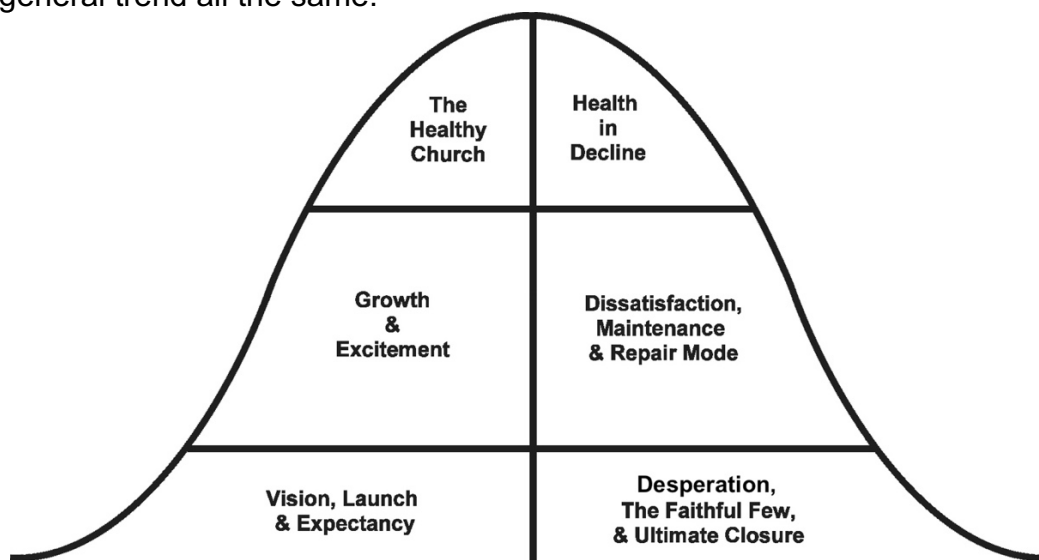 general trend all the same.
The
Healthy
Church
Health
in
Decline
Growth
&
Excitement
Dissatisfaction,
Maintenance
& Repair Mode
Vision, Launch
& Expectancy
Desperation,
The Faithful Few,
& Ultimate Closure